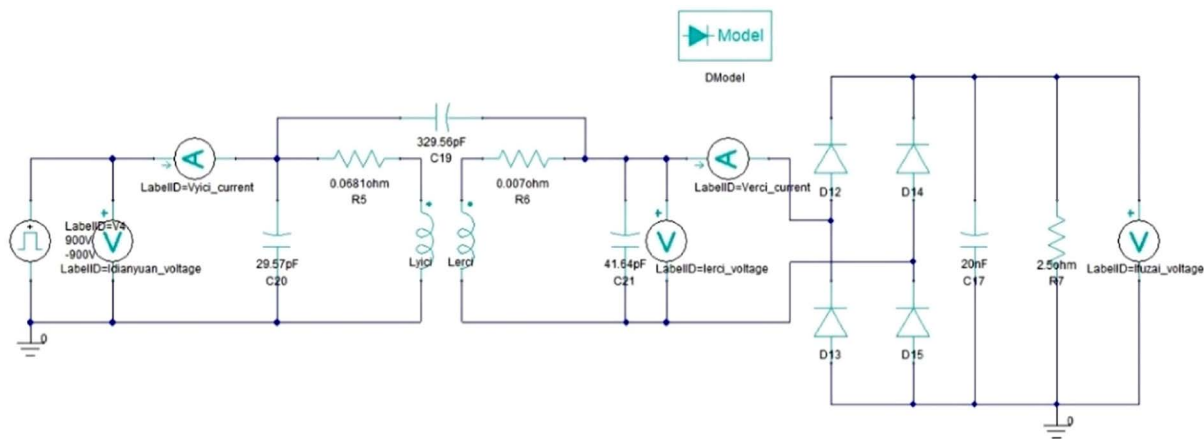 Model
DModel
329.56pF
C19
LabelID=Vyici_current
0.0681ohm
R5
0.007ohm
R6
LabelID=Verci_current
D12
D14
LabelID=V4
900V
-900V
LabelID=Idianyuan_voltage
29.57pF
C20
Lyici
Lerci
41.64pF
C21
LabelID=Ierci_voltage
20nF
C17
2.5ohm
R7
LabelID=Ifuzai_voltage
D13
D15
0
0